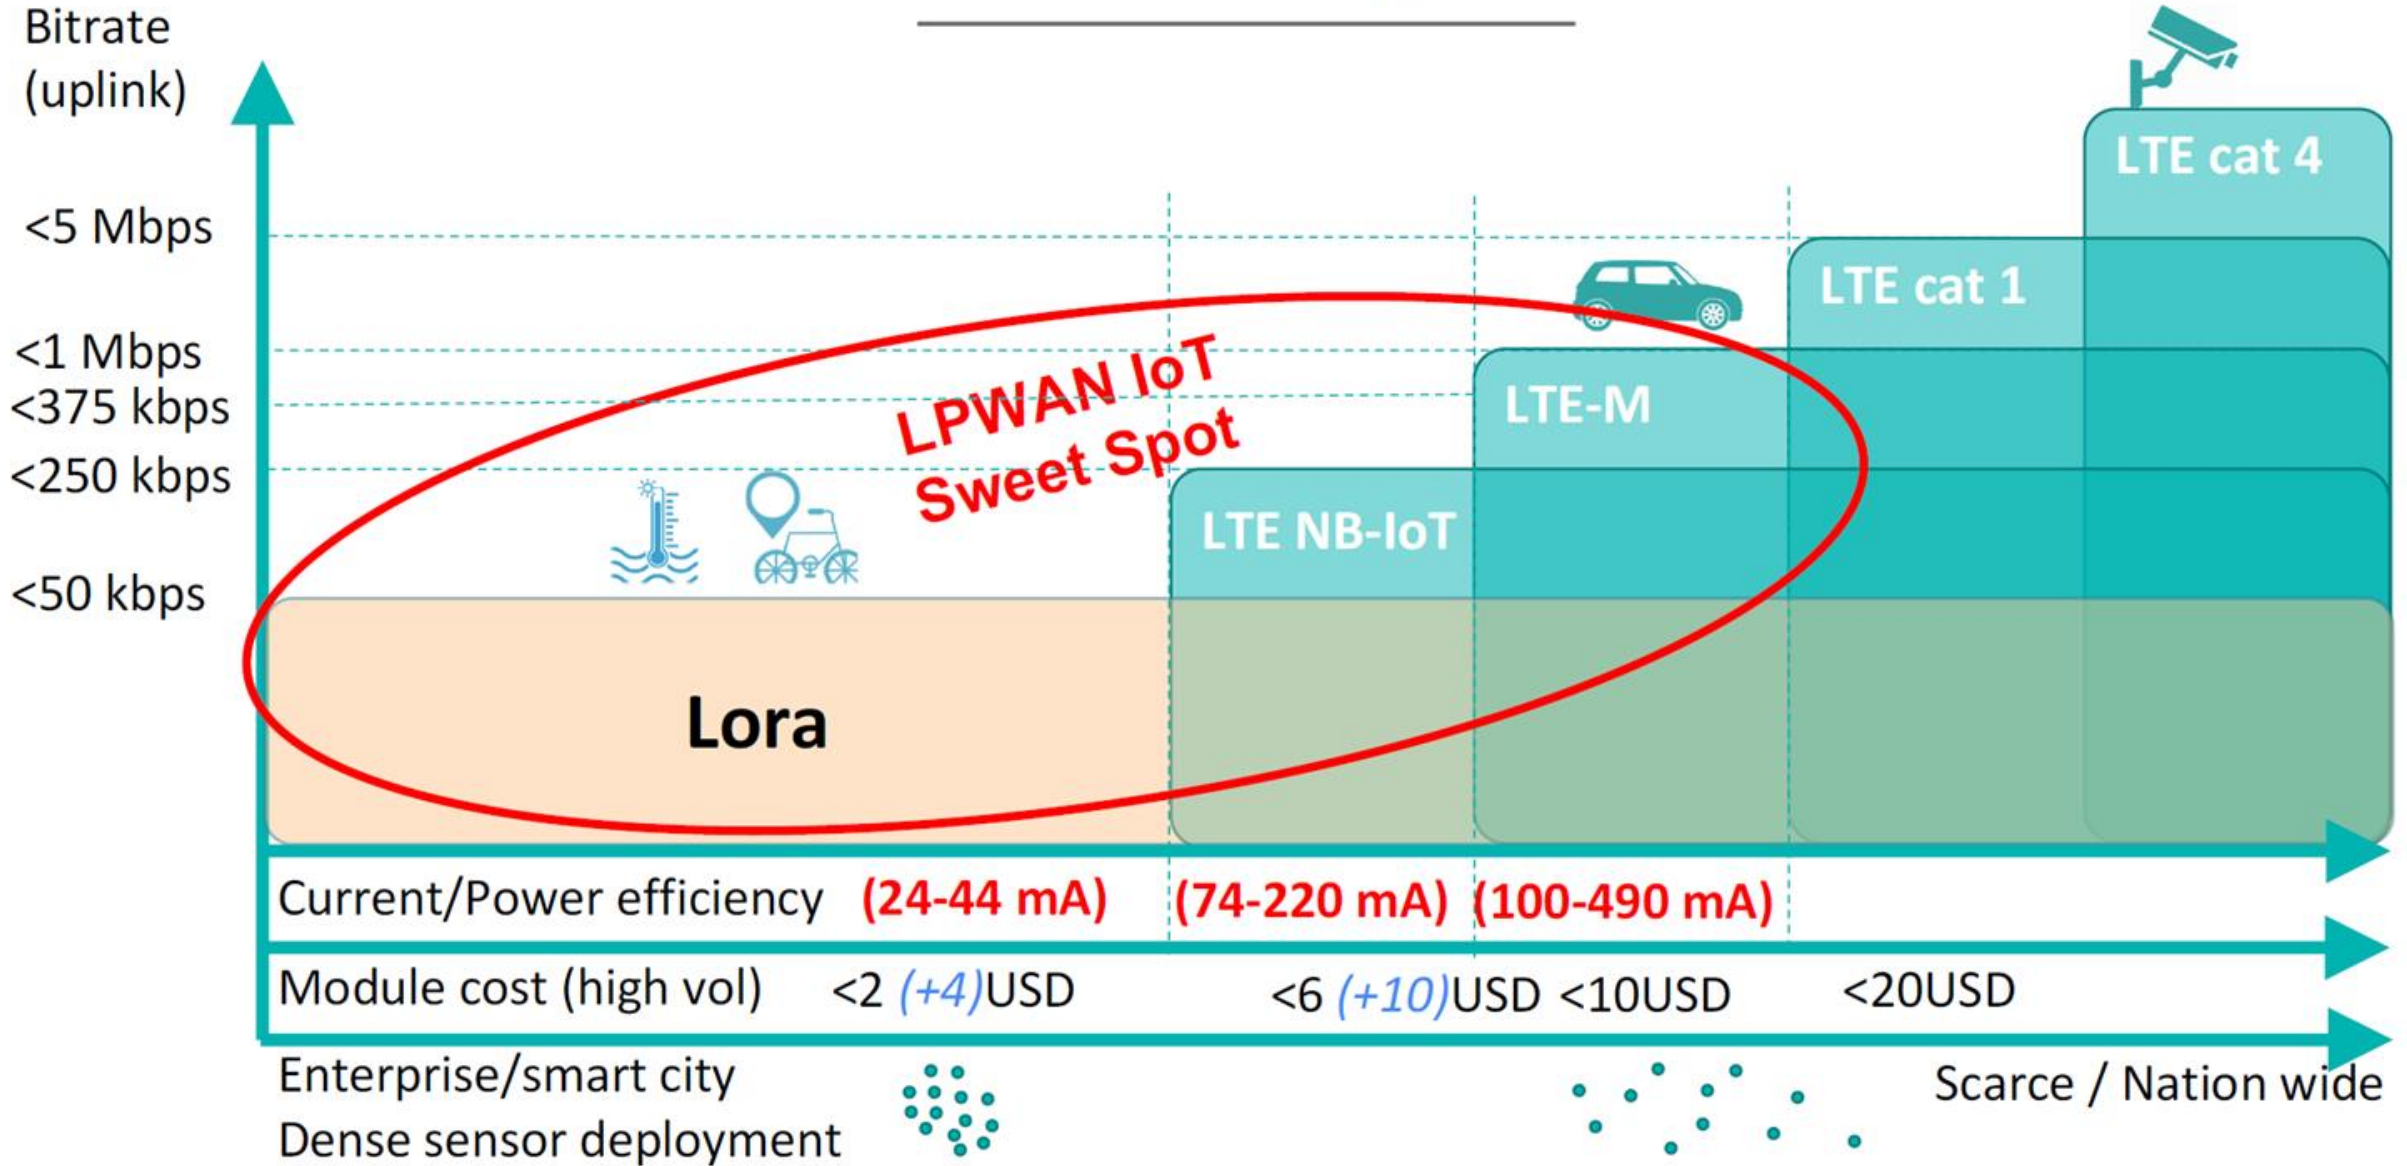 Bitrate
(uplink)
<5 Mbps
<1 Mbps
<375 kbps
<250 kbps
<50 kbps
LTE cat 4
LTE cat 1
LPWAN IoT
Sweet Spot
LTE-M
LTE NB-IoT
Lora
Current/Power efficiency (24-44 mA) (74-220 mA) (100-490 mA)
Module cost (high vol) <2 (+4)USD <6 (+10)USD <10USD <20USD
Enterprise/smart city
Dense sensor deployment
Scarce / Nation wide